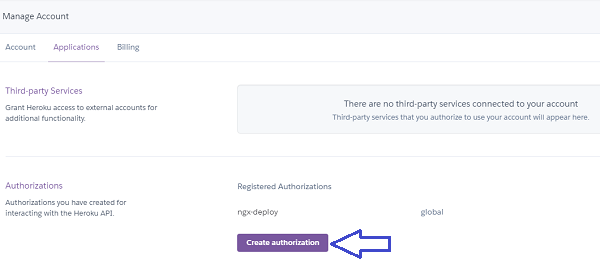 Manage Account
Account Applications Billing
Third-party Services
Grant Heroku access to external accounts for
additional functionality.
There are no third-party services connected to your account
Third-party services that you authorize to use your account will appear here.
Authorizations
Authorizations you have created for
interacting with the Heroku API.
Registered Authorizations
ngx-deploy global
Create authorization